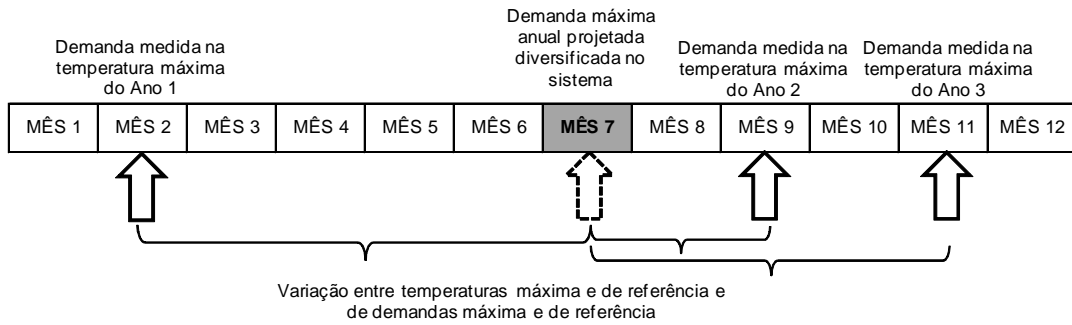 Demanda medida na
temperatura máxima
do Ano 1
Demanda máxima
anual projetada
diversificada no
sistema
Demanda medida na
temperatura máxima
do Ano 2
Demanda medida na
temperatura máxima
do Ano 3
MÊS 1 MÊS 2 MÊS 3 MÊS 4 MÊS 5 MÊS 6 MÊS 7 MÊS 8 MÊS 9 MÊS 10 MÊS 11 MÊS 12
Variação entre temperaturas máxima e de referência e
de demandas máxima e de referência